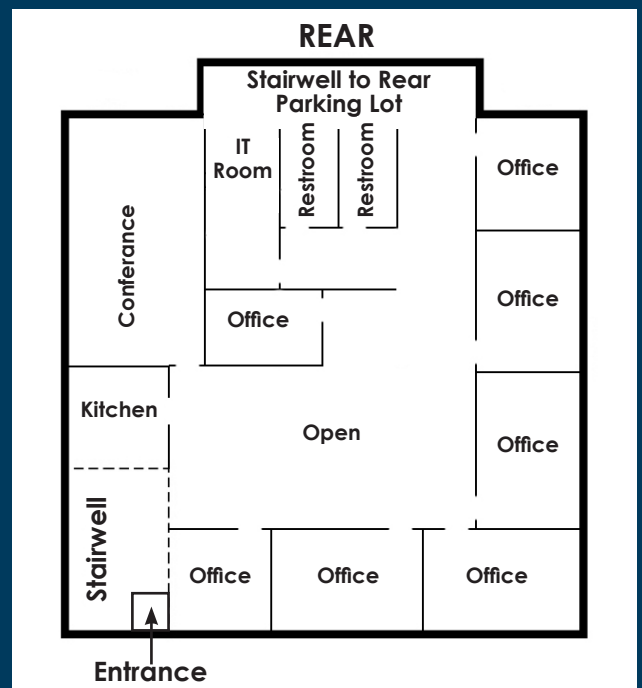 REAR
Stairwell to Rear
Parking Lot
IT
Room
Restroom
Restroom
Office
Conferance
Office
Office
Kitchen
Open
Office
Stairwell
Office
Office
Office
Entrance